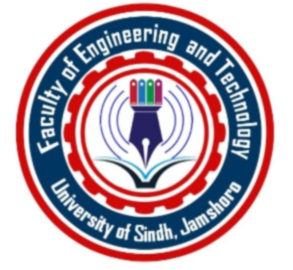 Faculty of Engineering and Technology
University of Sindh, Jamshoro